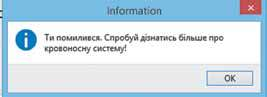 Information
Ти помилився. Спробуй дізнатись більше про
кровоносну систему!
OK